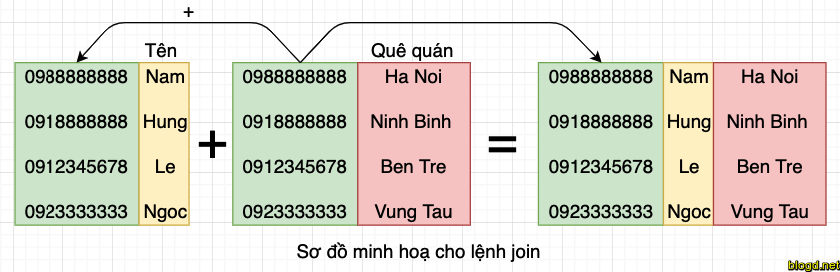 +
Tên Quê quán
0988888888 Nam 0988888888 Ha Noi 0988888888 Nam Ha Noi
0918888888 Hung 0918888888 Ninh Binh 0918888888 Hung Ninh Binh
+ =
0912345678 Le 0912345678 Ben Tre 0912345678 Le Ben Tre
0923333333 Ngoc 0923333333 Vung Tau 0923333333 Ngoc Vung Tau
Sơ đồ minh hoạ cho lệnh join
blogd.net